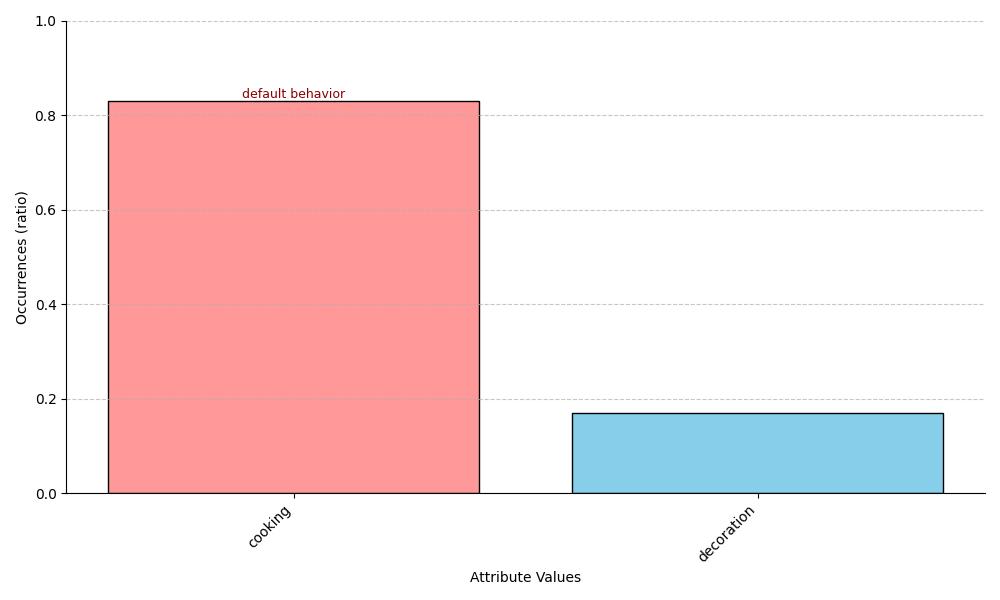 1.0
default behavior
0.8
0.6
0.4
0.2
0.0
Occurrences (ratio)
cooking
decoration
Attribute Values